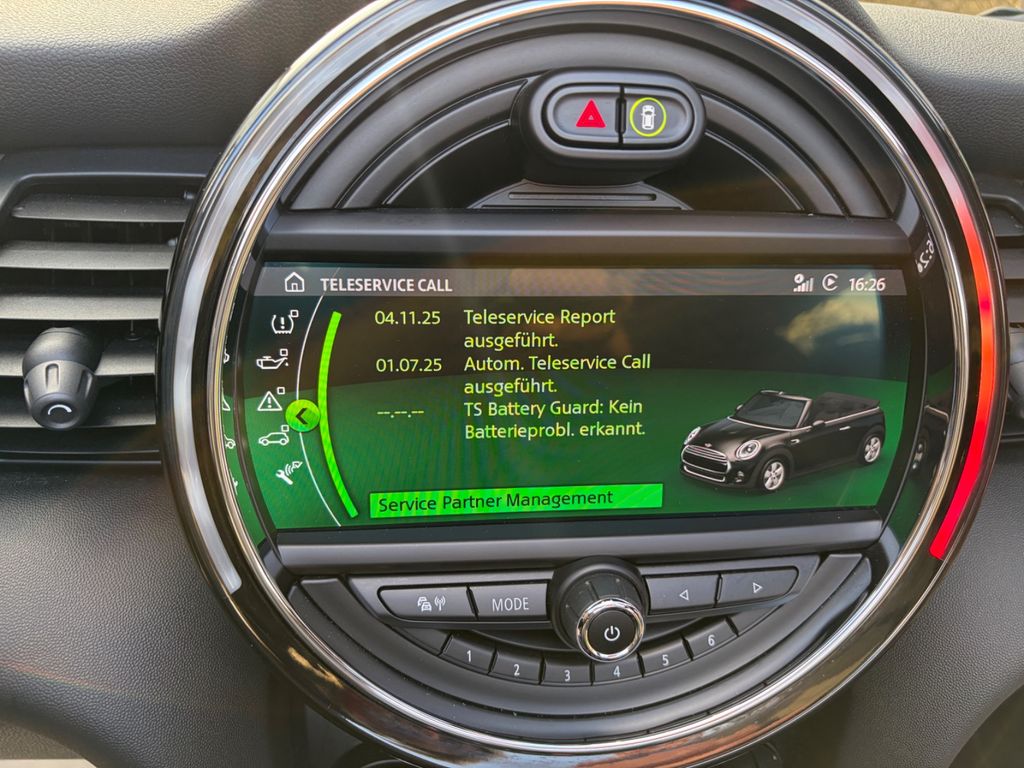 TELESERVICE CALL
16:26
04.11.25 Teleservice Report
ausgeführt.
01.07.25 Autom. Teleservice Call
ausgeführt.
--.--.-- TS Battery Guard: Kein
Batterieprobl. erkannt.
Service Partner Management
MODE
1 2 3 4 5 6